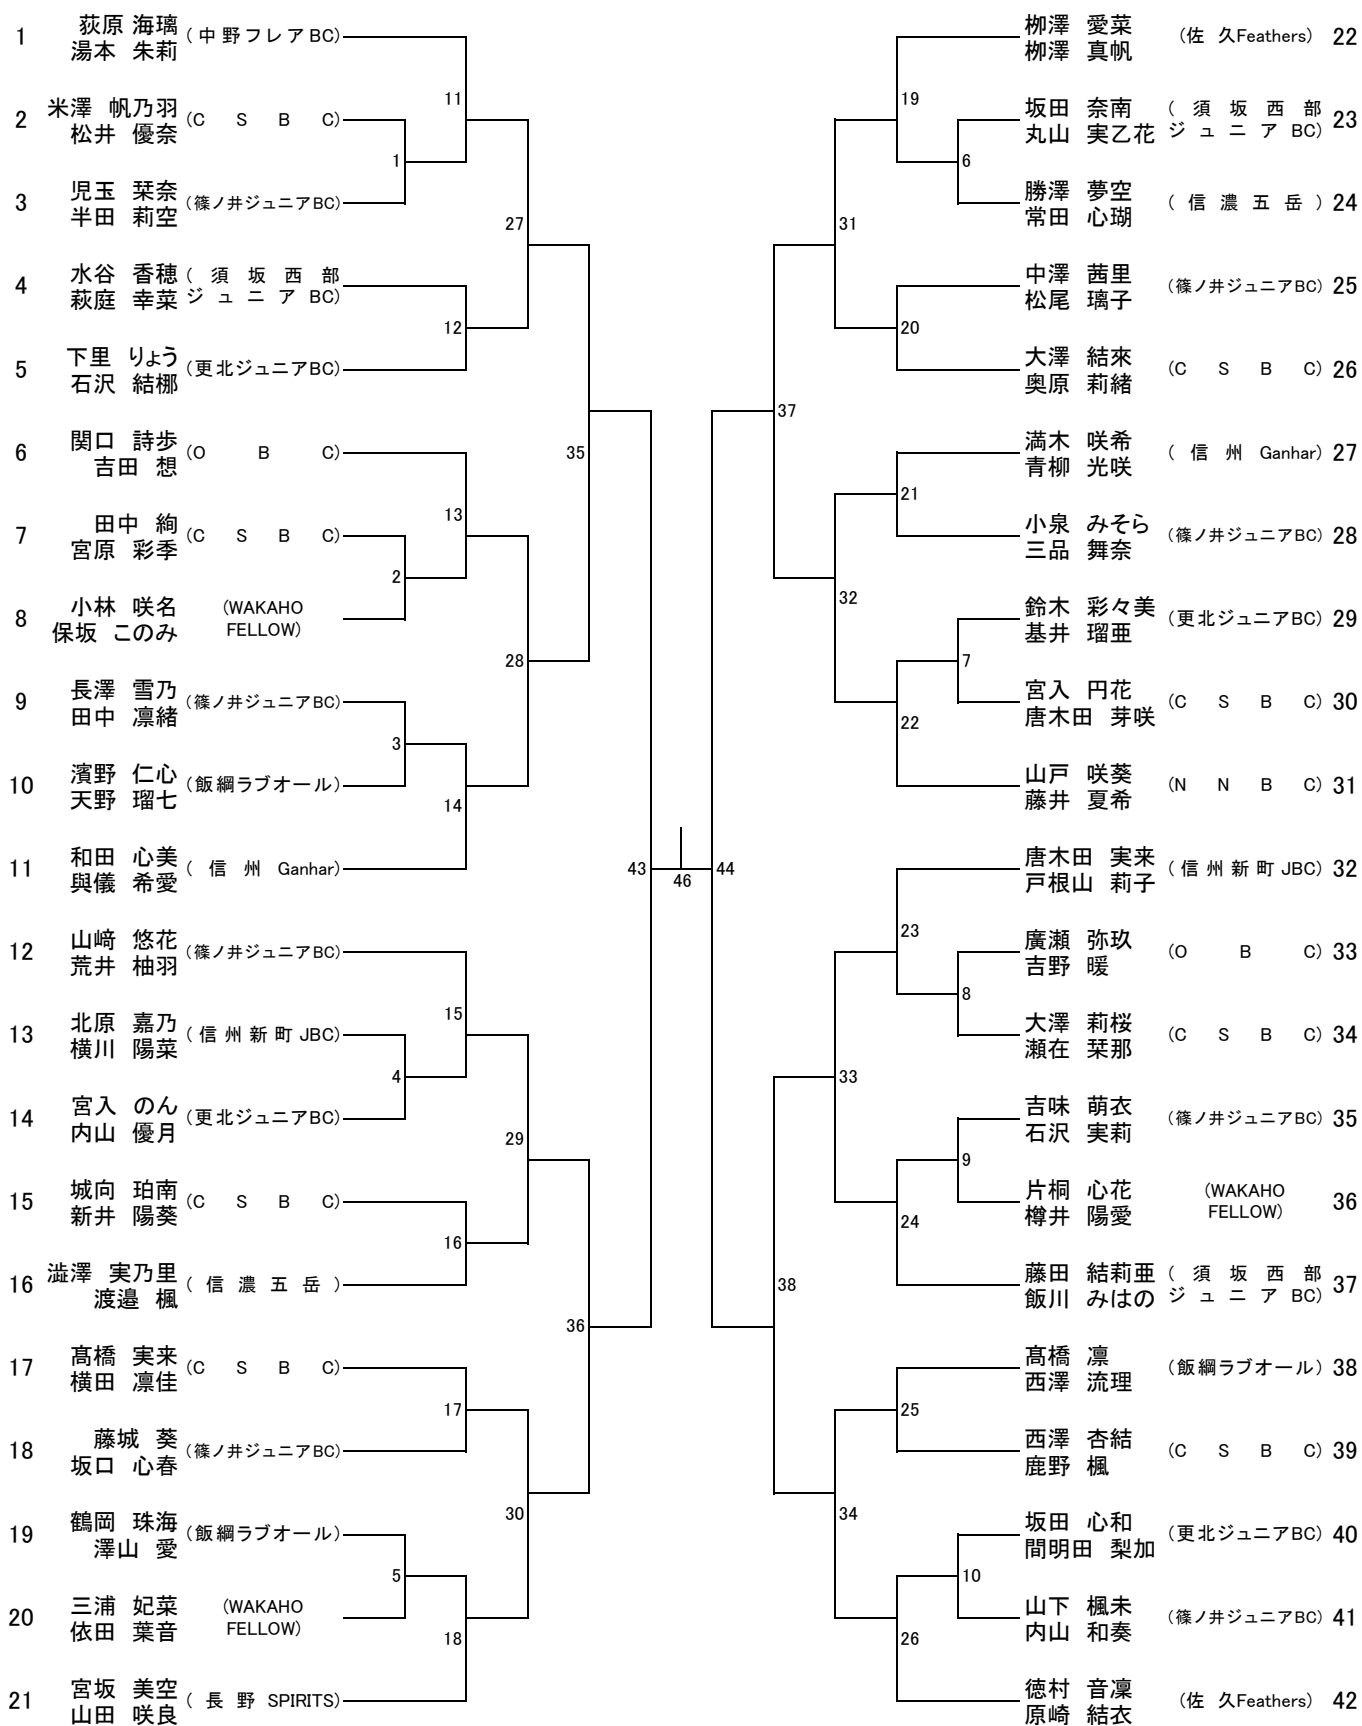 1 荻原 海璃 (中野フレアBC)
湯本 朱莉
11
2 米澤 帆乃羽 (C S B C)
松井 優奈
1
3 児玉 栞奈 (篠ノ井ジュニアBC)
半田 莉空
27
4 水谷 香穂 (須坂西部
萩庭 幸菜 ジュニアBC)
12
5 下里 りょう (更北ジュニアBC)
石沢 結梛
6 関口 詩歩 (O B C)
吉田 想
35
13
7 田中 絢 (C S B C)
宮原 彩季
2
8 小林 咲名 (WAKAHO
保坂 このみ FELLOW)
28
9 長澤 雪乃 (篠ノ井ジュニアBC)
田中 凛緒
3
10 濱野 仁心 (飯綱ラブオール)
天野 瑠七
14
11 和田 心美 (信州 Ganhar)
與儀 希愛
43
46
44
12 山﨑 悠花 (篠ノ井ジュニアBC)
荒井 柚羽
15
13 北原 嘉乃 (信州新町JBC)
横川 陽菜
4
14 宮入 のん (更北ジュニアBC)
内山 優月
29
15 城向 珀南 (C S B C)
新井 陽葵
16
16 澁澤 実乃里 (信濃五岳)
渡邉 楓
36
17 髙橋 実来 (C S B C)
横田 凛佳
17
18 藤城 葵 (篠ノ井ジュニアBC)
坂口 心春
30
19 鶴岡 珠海 (飯綱ラブオール)
澤山 愛
5
20 三浦 妃菜 (WAKAHO
依田 葉音 FELLOW)
18
21 宮坂 美空 (長野 SPIRITS)
山田 咲良
栁澤 愛菜 (佐久Feathers) 22
栁澤 真帆
19
坂田 奈南 (須坂西部 23
丸山 実乙花 ジュニアBC)
6
勝澤 夢空 (信濃五岳) 24
常田 心瑚
31
中澤 茜里 (篠ノ井ジュニアBC) 25
松尾 璃子
20
大澤 結來 (C S B C) 26
奥原 莉緒
37
満木 咲希 (信州 Ganhar) 27
青柳 光咲
21
小泉 みそら (篠ノ井ジュニアBC) 28
三品 舞奈
32
鈴木 彩々美 (更北ジュニアBC) 29
基井 瑠亜
7
宮入 円花 (C S B C) 30
唐木田 芽咲
22
山戸 咲葵 (N N B C) 31
藤井 夏希
唐木田 実来 (信州新町JBC) 32
戸根山 莉子
23
廣瀬 弥玖 (O B C) 33
吉野 暖
8
大澤 莉桜 (C S B C) 34
瀬在 栞那
33
吉味 萌衣 (篠ノ井ジュニアBC) 35
石沢 実莉
9
片桐 心花 (WAKAHO 36
樽井 陽愛 FELLOW)
24
藤田 結莉亜 (須坂西部 37
飯川 みはの ジュニアBC)
38
髙橋 凛 (飯綱ラブオール) 38
西澤 流理
25
西澤 杏結 (C S B C) 39
鹿野 楓
34
坂田 心和 (更北ジュニアBC) 40
間明田 梨加
10
山下 楓未 (篠ノ井ジュニアBC) 41
内山 和奏
26
徳村 音凜 (佐久Feathers) 42
原崎 結衣